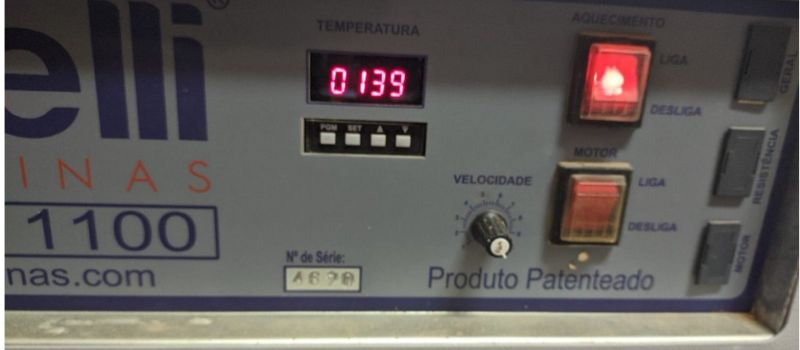 elli®
INAS
1100
nas.com
TEMPERATURA
0139
PGM SET
Nº de Série:
4670
VELOCIDADE
AQUECIMENTO
LIGA
DESLIGA
MOTOR
LIGA
DESLIGA
Produto Patenteado
GERAL
RESISTÊNCIA
MOTOR